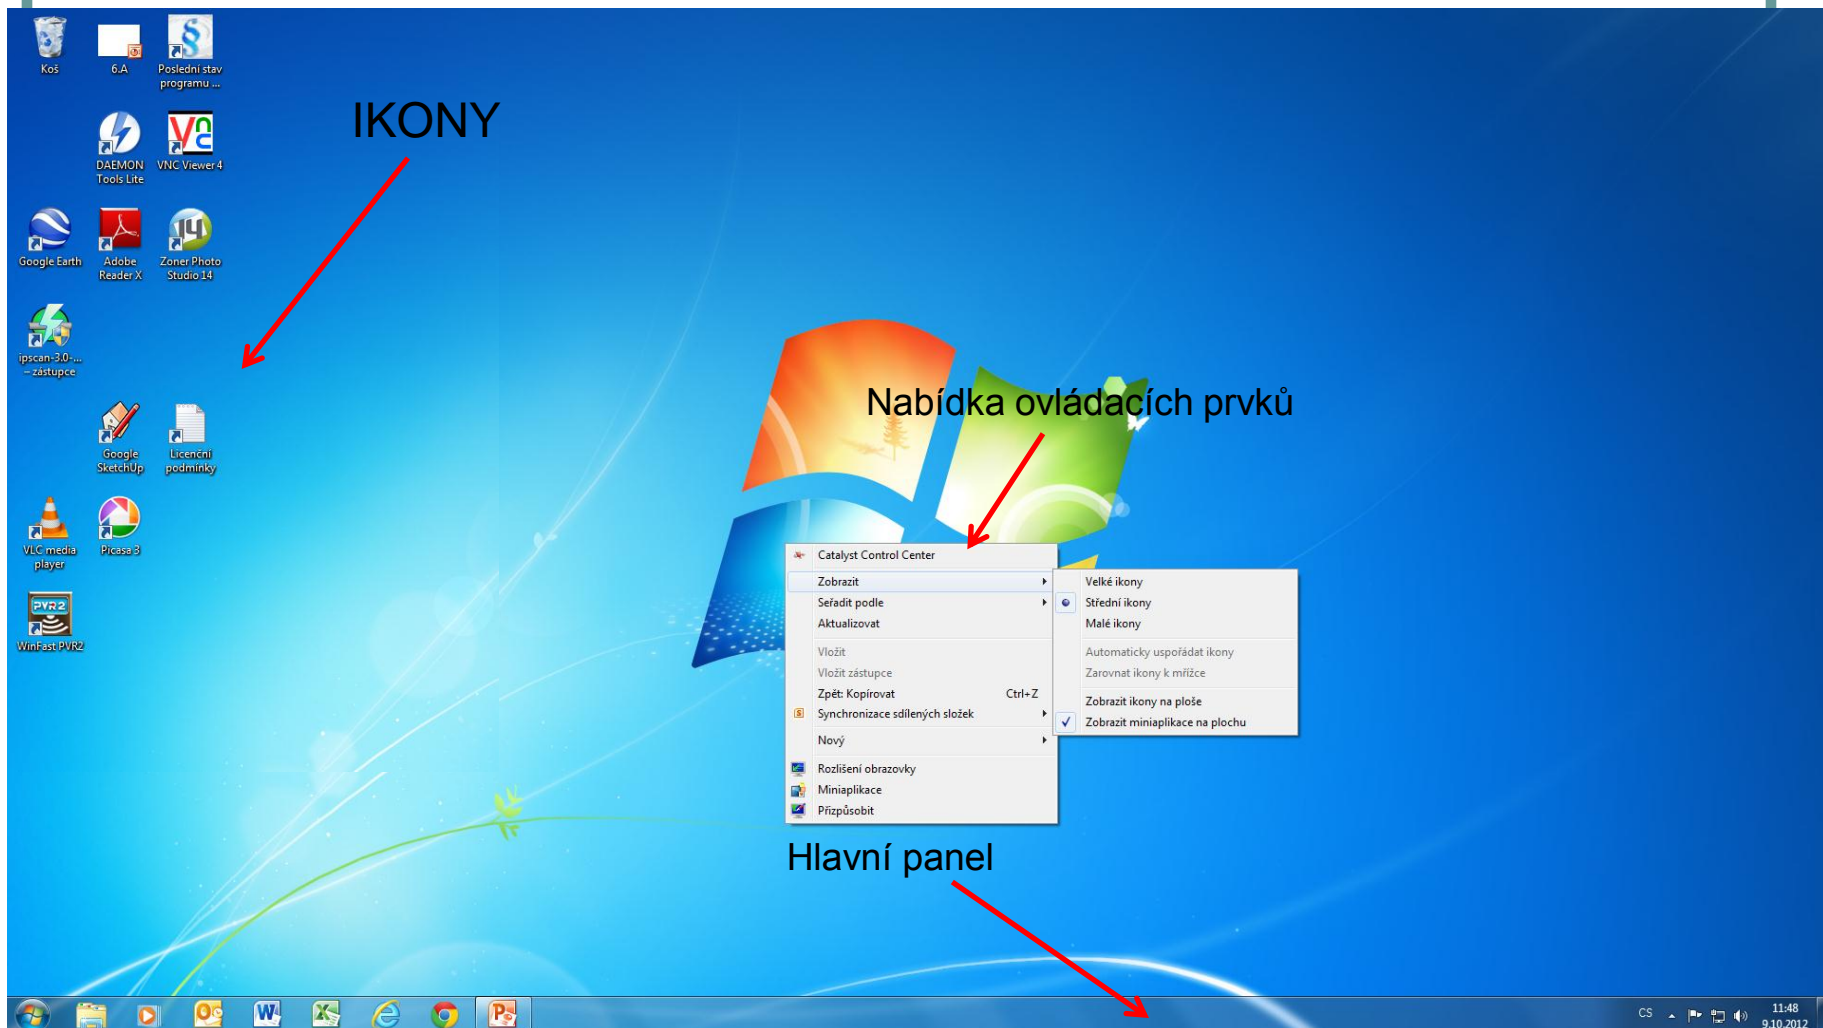 Koš
6.A
Poslední stav
programu ...
IKONY
DAEMON
Tools Lite
VNC Viewer 4
Google Earth
Adobe
Reader X
Zoner Photo
Studio 14
ipscan-3.0-...
– zástupce
Google
SketchUp
Licenční
podmínky
VLC media
player
Picasa 3
PVR2
WinFast PVR2
Nabídka ovládacích prvků
Catalyst Control Center
Zobrazit
Seřadit podle
Aktualizovat
Vložit
Vložit zástupce
Zpět: Kopírovat Ctrl+Z
Synchronizace sdílených složek
Nový
Rozlišení obrazovky
Miniaplikace
Přizpůsobit
Velké ikony
Střední ikony
Malé ikony
Automaticky uspořádat ikony
Zarovnat ikony k mřížce
Zobrazit ikony na ploše
Zobrazit miniaplikace na plochu
Hlavní panel
CS
11:48
9.10.2012